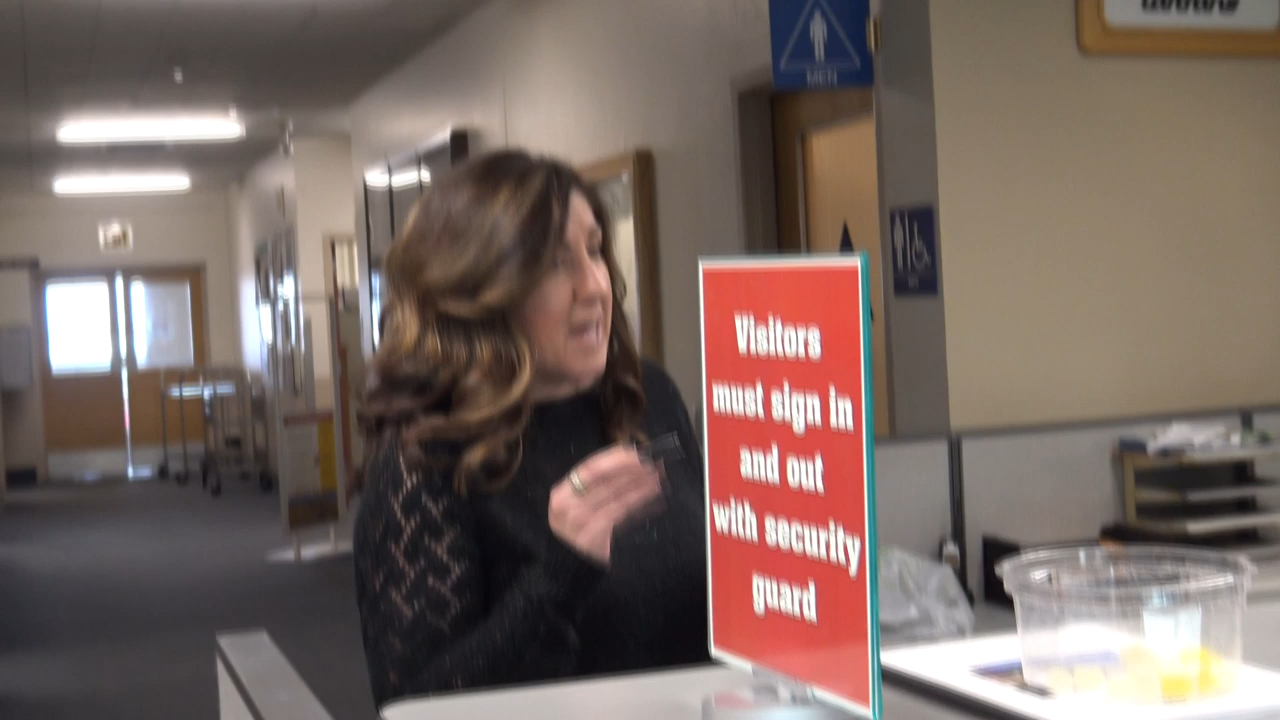 MEN
Visitors
must sign in
and out
with security
guard